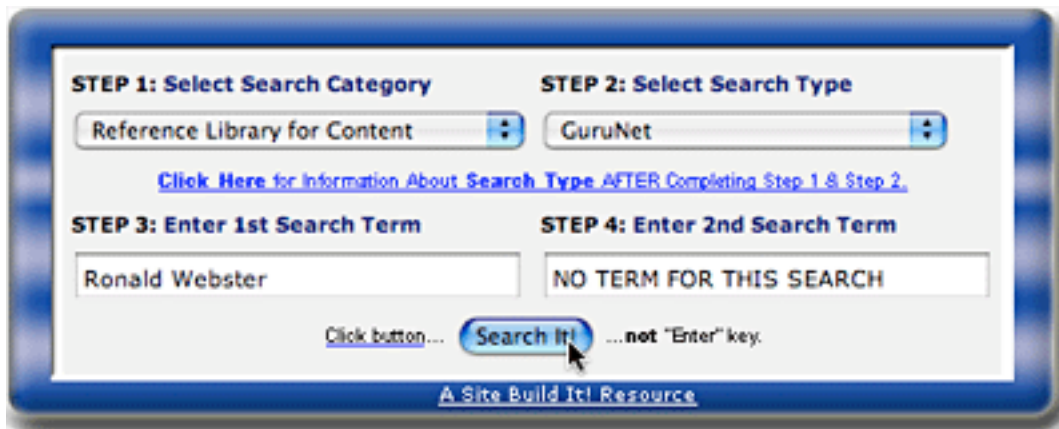 STEP 1: Select Search Category
STEP 2: Select Search Type
Reference Library for Content
GuruNet
Click Here for Information About Search Type AFTER Completing Step 1 & Step 2.
STEP 3: Enter 1st Search Term
STEP 4: Enter 2nd Search Term
Ronald Webster
NO TERM FOR THIS SEARCH
Click button... Search It! ...not "Enter" key.
A Site Build It! Resource